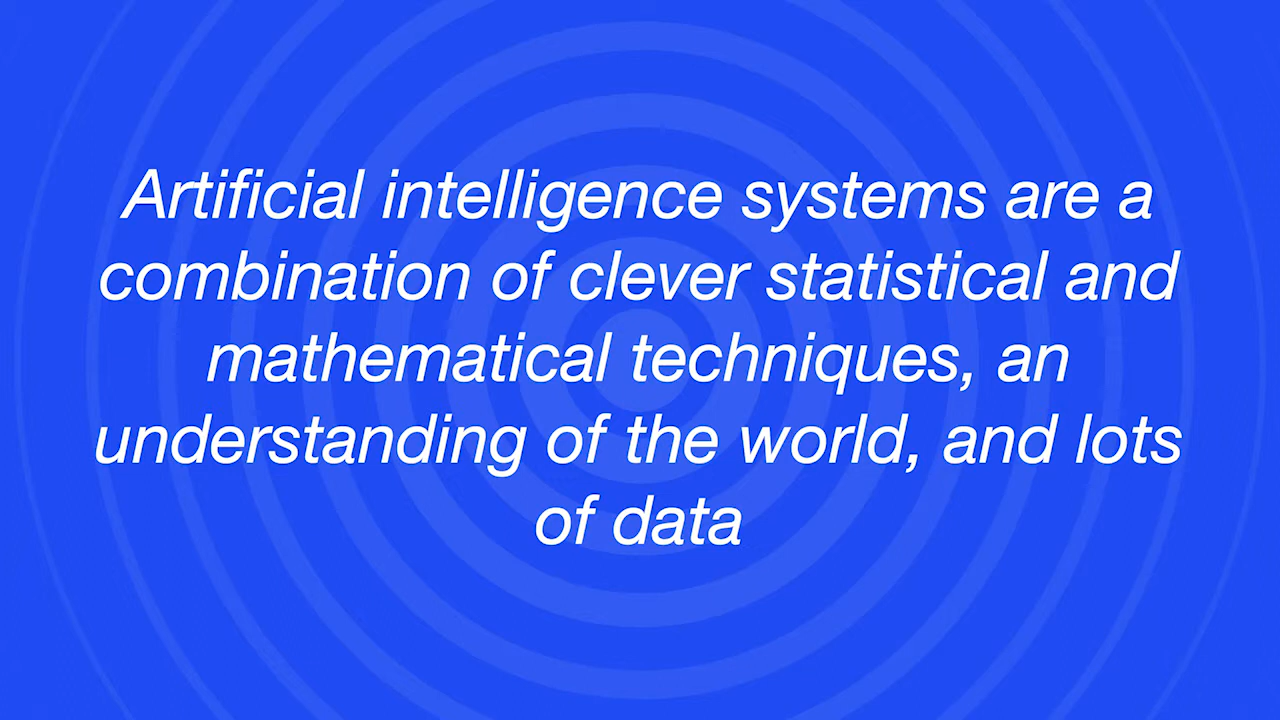 Artificial intelligence systems are a
combination of clever statistical and
mathematical techniques, an
understanding of the world, and lots
of data